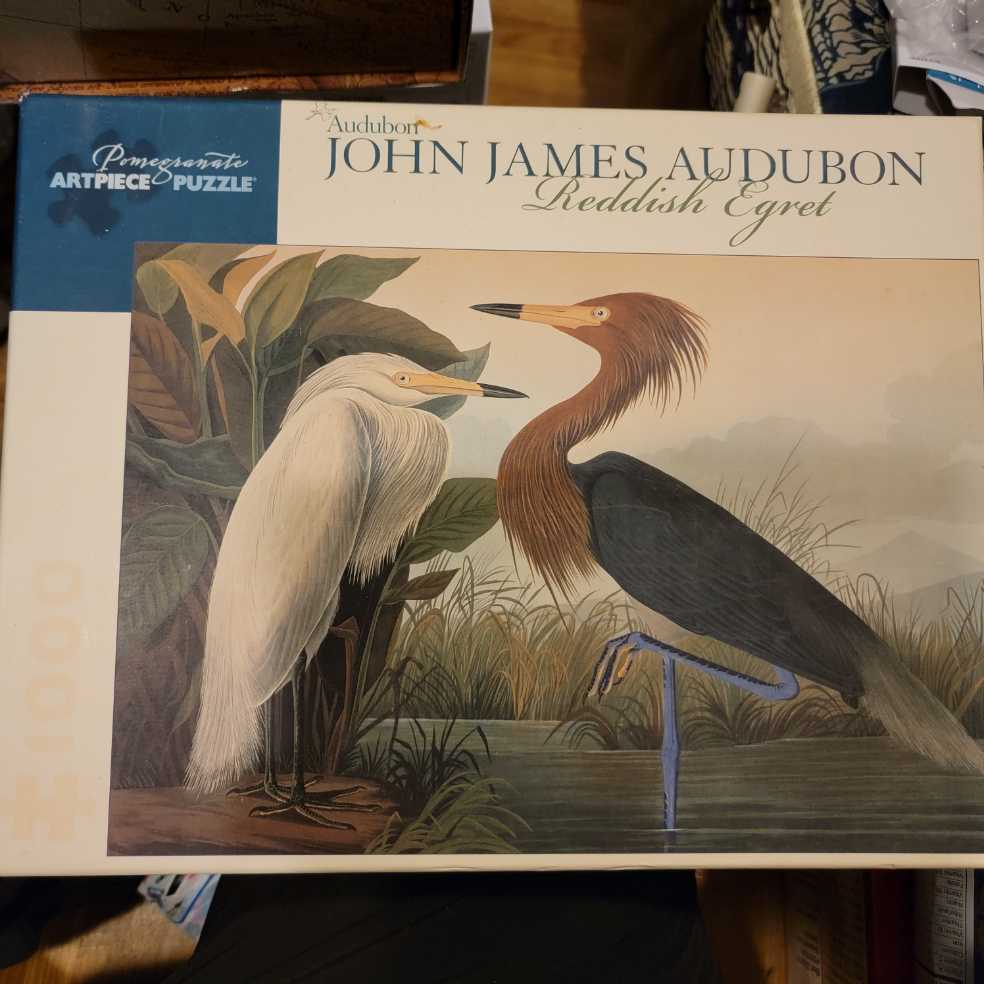 Pomegranate
ARTPIECE PUZZLE®
Audubon
JOHN JAMES AUDUBON
Reddish Egret
1000